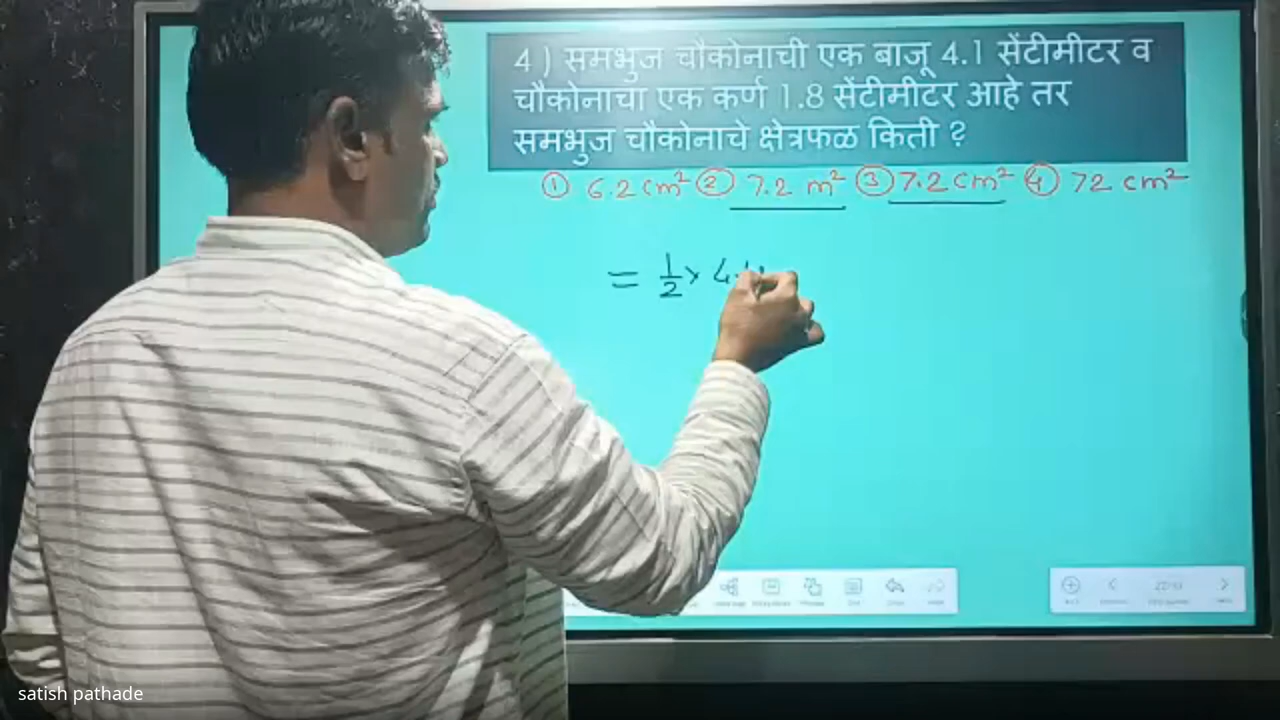 4 ) समभुज चौकोनाची एक बाजू 4.1 सेंटीमीटर व
चौकोनाचा एक कर्ण 1.8 सेंटीमीटर आहे तर
समभुज चौकोनाचे क्षेत्रफळ किती ?
① 6.2 cm² ② 7.2 m² ③ 7.2 cm² ④ 72 cm²
= 1/2 ×
satish pathade